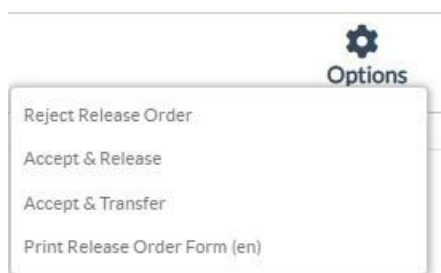 Options
Reject Release Order
Accept & Release
Accept & Transfer
Print Release Order Form (en)